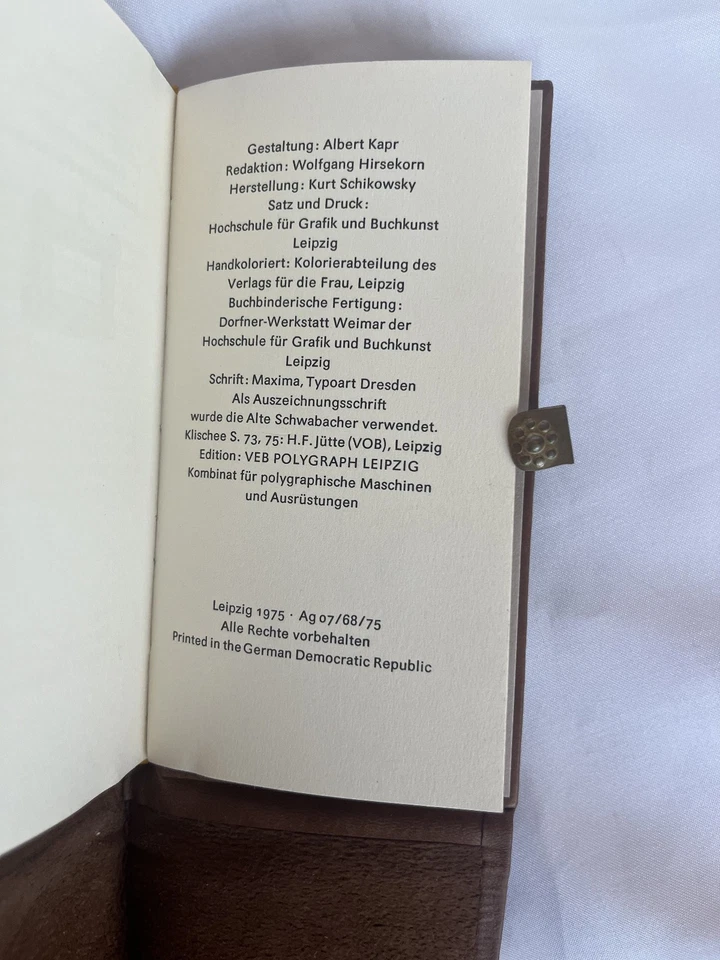 Gestaltung: Albert Kapr
Redaktion: Wolfgang Hirsekorn
Herstellung: Kurt Schikowsky
Satz und Druck:
Hochschule für Grafik und Buchkunst
Leipzig
Handkoloriert: Kolorierabteilung des
Verlags für die Frau, Leipzig
Buchbinderische Fertigung:
Dorfner-Werkstatt Weimar der
Hochschule für Grafik und Buchkunst
Leipzig
Schrift: Maxima, Typoart Dresden
Als Auszeichnungsschrift
wurde die Alte Schwabacher verwendet.
Klischee S. 73, 75: H.F. Jütte (VOB), Leipzig
Edition: VEB POLYGRAPH LEIPZIG
Kombinat für polygraphische Maschinen
und Ausrüstungen
Leipzig 1975 · Ag 07/68/75
Alle Rechte vorbehalten
Printed in the German Democratic Republic